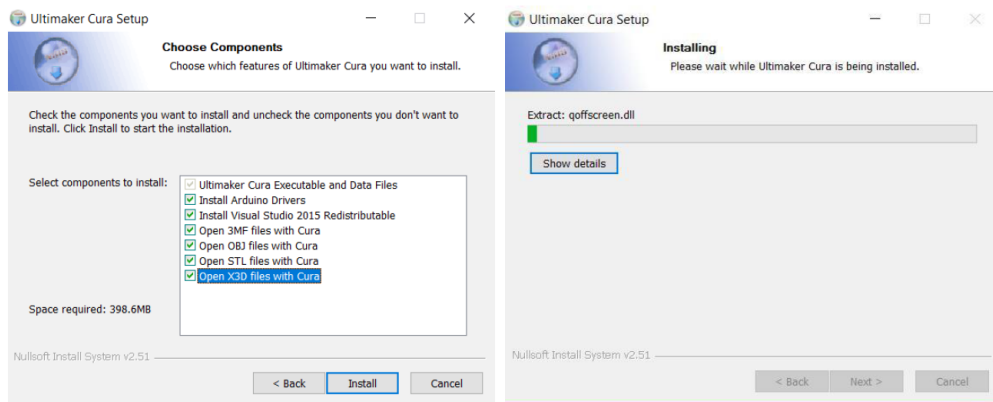 Ultimaker Cura Setup
Choose Components
Choose which features of Ultimaker Cura you want to install.
Check the components you want to install and uncheck the components you don't want to
install. Click Install to start the installation.
Select components to install:
Ultimaker Cura Executable and Data Files
Install Arduino Drivers
Install Visual Studio 2015 Redistributable
Open 3MF files with Cura
Open OBJ files with Cura
Open STL files with Cura
Open X3D files with Cura
Space required: 398.6MB
Nullsoft Install System v2.51
< Back
Install
Cancel
Ultimaker Cura Setup
Installing
Please wait while Ultimaker Cura is being installed.
Extract: qoffscreen.dll
Show details
Nullsoft Install System v2.51
< Back
Next >
Cancel